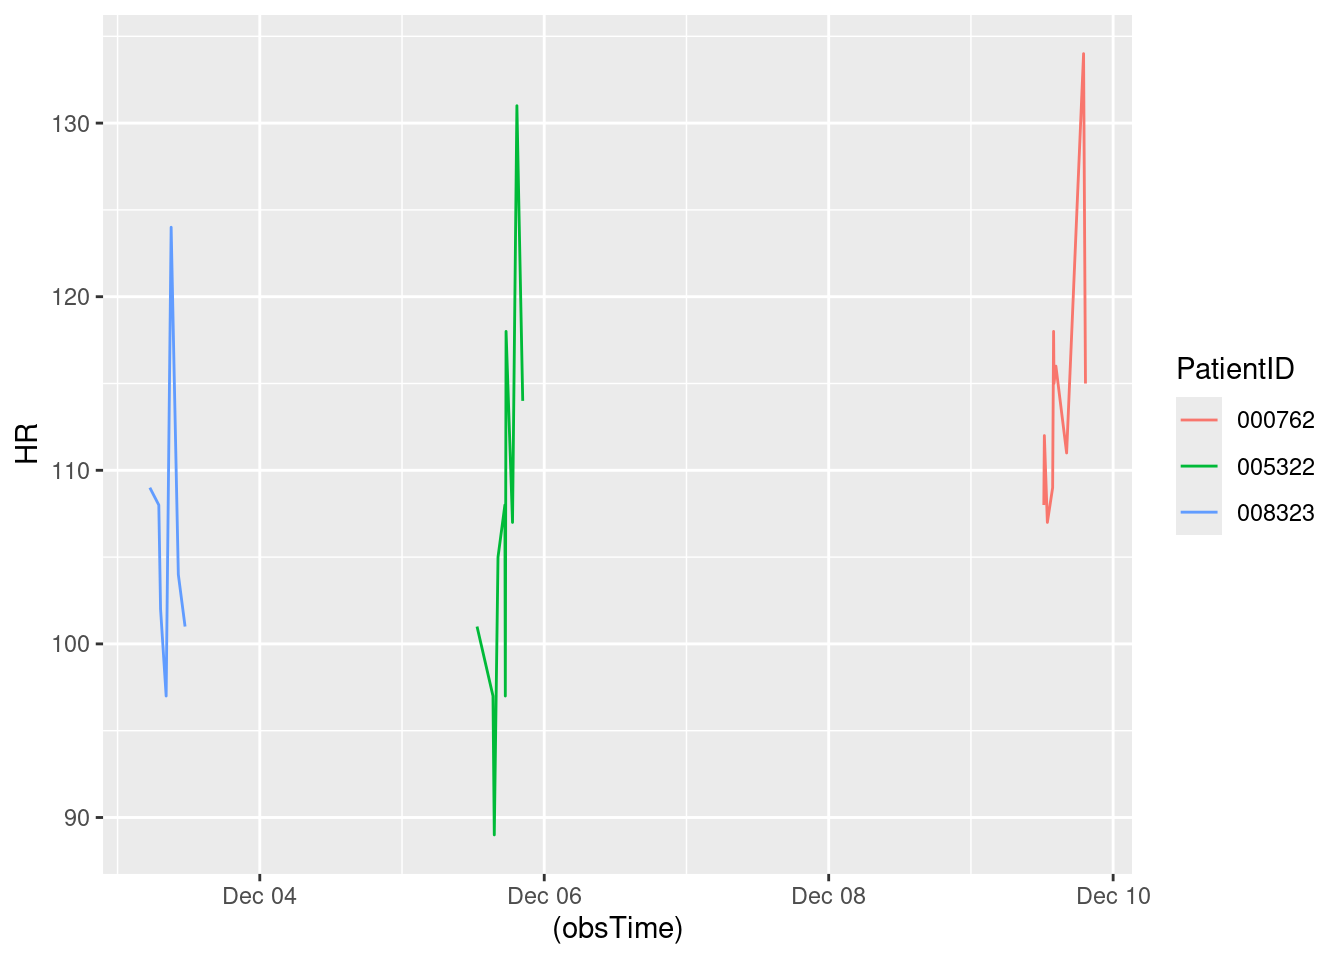 HR
130
120
110
100
90
Dec 04
Dec 06
Dec 08
Dec 10
(obsTime)
PatientID
000762
005322
008323